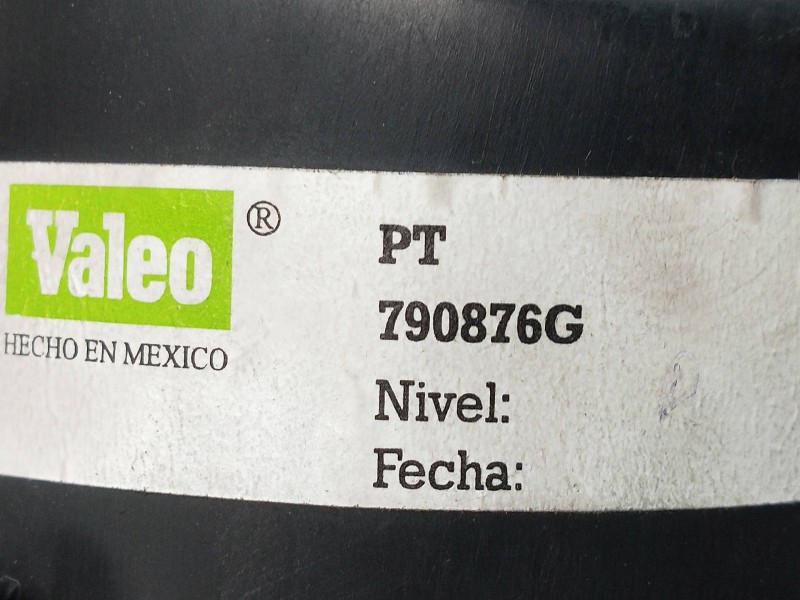 Valeo ®
HECHO EN MEXICO
PT
790876G
Nivel:
Fecha: